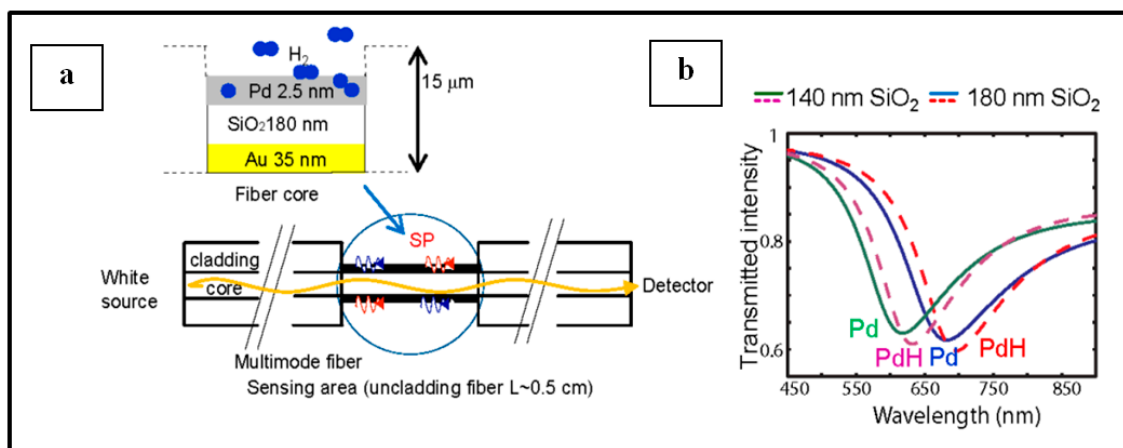 a
H2
Pd 2.5 nm
15 μm
SiO2 180 nm
Au 35 nm
Fiber core
SP
cladding
White
source
core
Detector
Multimode fiber
Sensing area (uncladding fiber L~0.5 cm)
b
140 nm SiO2
180 nm SiO2
Transmitted intensity
1
0.8
0.6
Pd
PdH
Pd
PdH
450 550 650 750 850
Wavelength (nm)